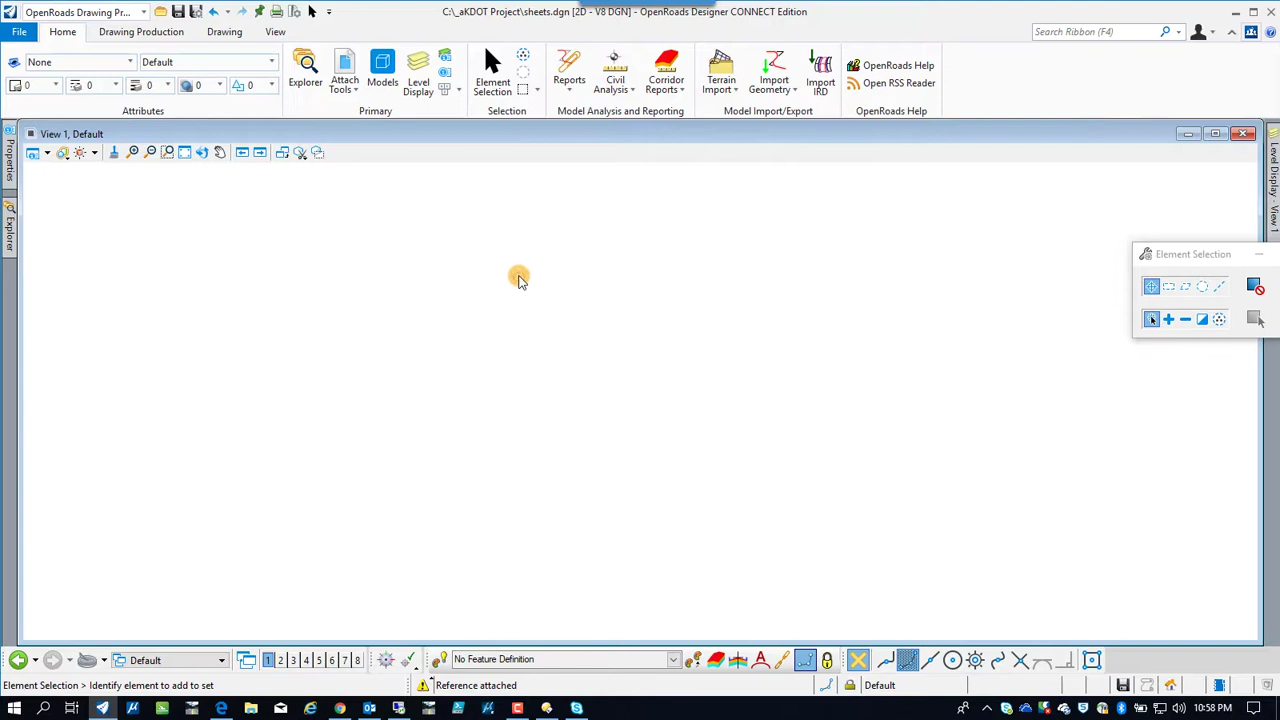 OpenRoads Drawing Pr...
C:\_aKDOT Project\sheets.dgn [2D - V8 DGN] - OpenRoads Designer CONNECT Edition
File
Home
Drawing Production
Drawing
View
Search Ribbon (F4)
None
Default
0
0
0
0
0
Attributes
Explorer
Attach Tools
Models
Level Display
Primary
Element Selection
Selection
Reports
Civil Analysis
Corridor Reports
Model Analysis and Reporting
Terrain Import
Import Geometry
Import IRD
Model Import/Export
OpenRoads Help
Open RSS Reader
OpenRoads Help
View 1, Default
Properties
Explorer
Level Display - View 1
Element Selection
Default
1 2 3 4 5 6 7 8
No Feature Definition
Element Selection > Identify element to add to set
Reference attached
Default
10:58 PM